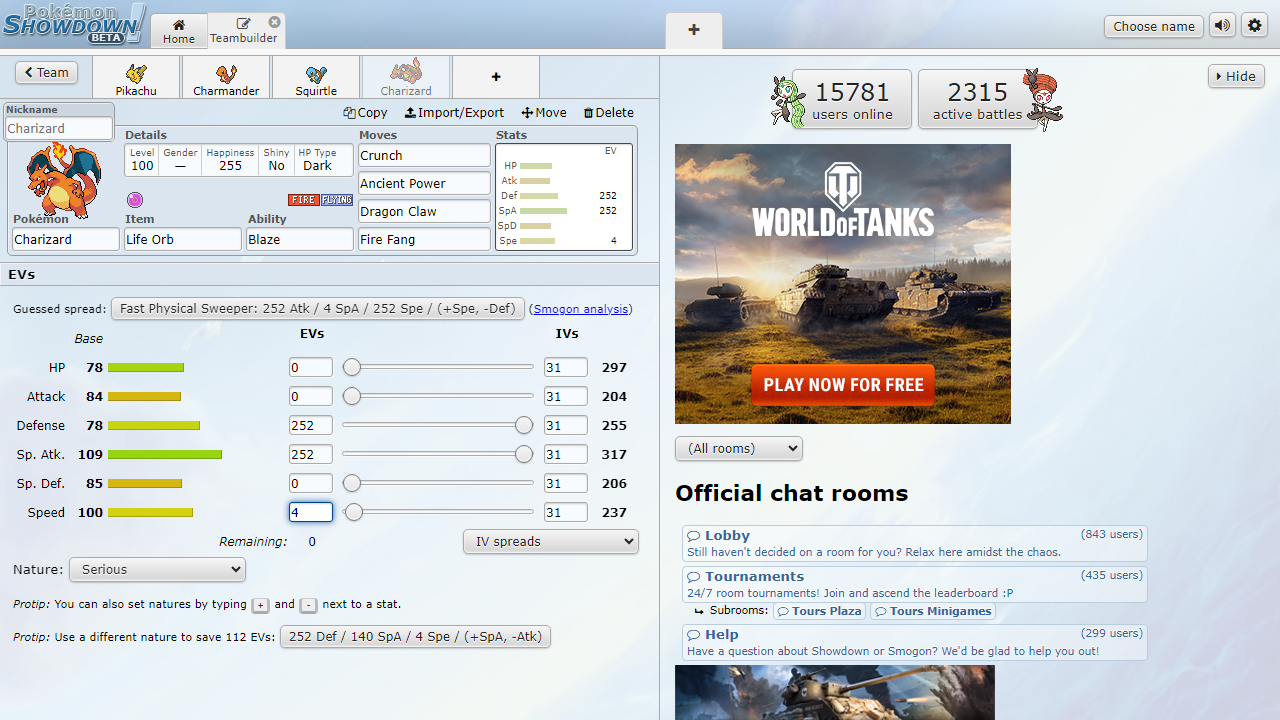 Pokémon
SHOWDOWN!
BETA
Home
Teambuilder
Choose name
Team
Pikachu
Charmander
Squirtle
Charizard
+
Copy
Import/Export
Move
Delete
Nickname
Charizard
Details
Level
100
Gender
—
Happiness
255
Shiny
No
HP Type
Dark
FIRE
FLYING
Pokémon
Charizard
Item
Life Orb
Ability
Blaze
Moves
Crunch
Ancient Power
Dragon Claw
Fire Fang
Stats
EV
HP
Atk
Def 252
SpA 252
SpD
Spe 4
EVs
Guessed spread: Fast Physical Sweeper: 252 Atk / 4 SpA / 252 Spe / (+Spe, -Def) (Smogon analysis)
Base EVs IVs
HP 78 0 31 297
Attack 84 0 31 204
Defense 78 252 31 255
Sp. Atk. 109 252 31 317
Sp. Def. 85 0 31 206
Speed 100 4 31 237
Remaining: 0
IV spreads
Nature: Serious
Protip: You can also set natures by typing + and - next to a stat.
Protip: Use a different nature to save 112 EVs: 252 Def / 140 SpA / 4 Spe / (+SpA, -Atk)
+
Hide
15781
users online
2315
active battles
WORLD OF TANKS
PLAY NOW FOR FREE
(All rooms)
Official chat rooms
Lobby (843 users)
Still haven't decided on a room for you? Relax here amidst the chaos.
Tournaments (435 users)
24/7 room tournaments! Join and ascend the leaderboard :P
Subrooms: Tours Plaza Tours Minigames
Help (299 users)
Have a question about Showdown or Smogon? We'd be glad to help you out!